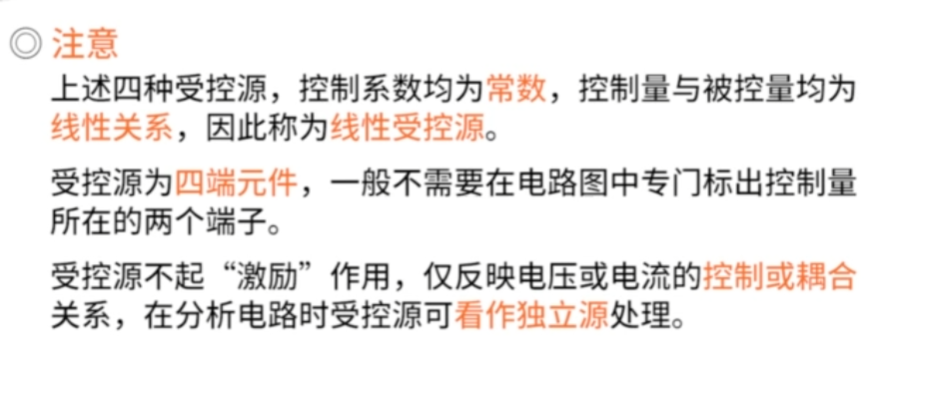 ◎ 注意
上述四种受控源，控制系数均为常数，控制量与被控量均为
线性关系，因此称为线性受控源。
受控源为四端元件，一般不需要在电路图中专门标出控制量
所在的两个端子。
受控源不起“激励”作用，仅反映电压或电流的控制或耦合
关系，在分析电路时受控源可看作独立源处理。